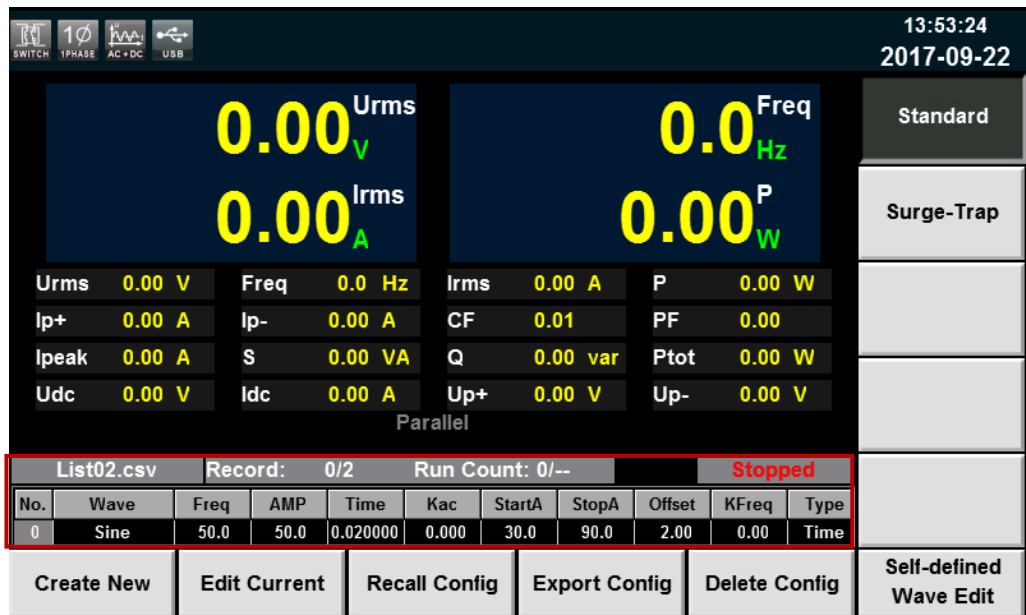 SWITCH 1Ø 1PHASE U AC+DC USB
13:53:24
2017-09-22
0.00 Urms V 0.0 Freq Hz
0.00 Irms A 0.00 P W
Urms 0.00 V Freq 0.0 Hz Irms 0.00 A P 0.00 W
Ip+ 0.00 A Ip- 0.00 A CF 0.01 PF 0.00
Ipeak 0.00 A S 0.00 VA Q 0.00 var Ptot 0.00 W
Udc 0.00 V Idc 0.00 A Up+ 0.00 V Up- 0.00 V
Parallel
List02.csv Record: 0/2 Run Count: 0/-- Stopped
No. Wave Freq AMP Time Kac StartA StopA Offset KFreq Type
0 Sine 50.0 50.0 0.020000 0.000 30.0 90.0 2.00 0.00 Time
Create New Edit Current Recall Config Export Config Delete Config
Standard
Surge-Trap
Self-defined
Wave Edit